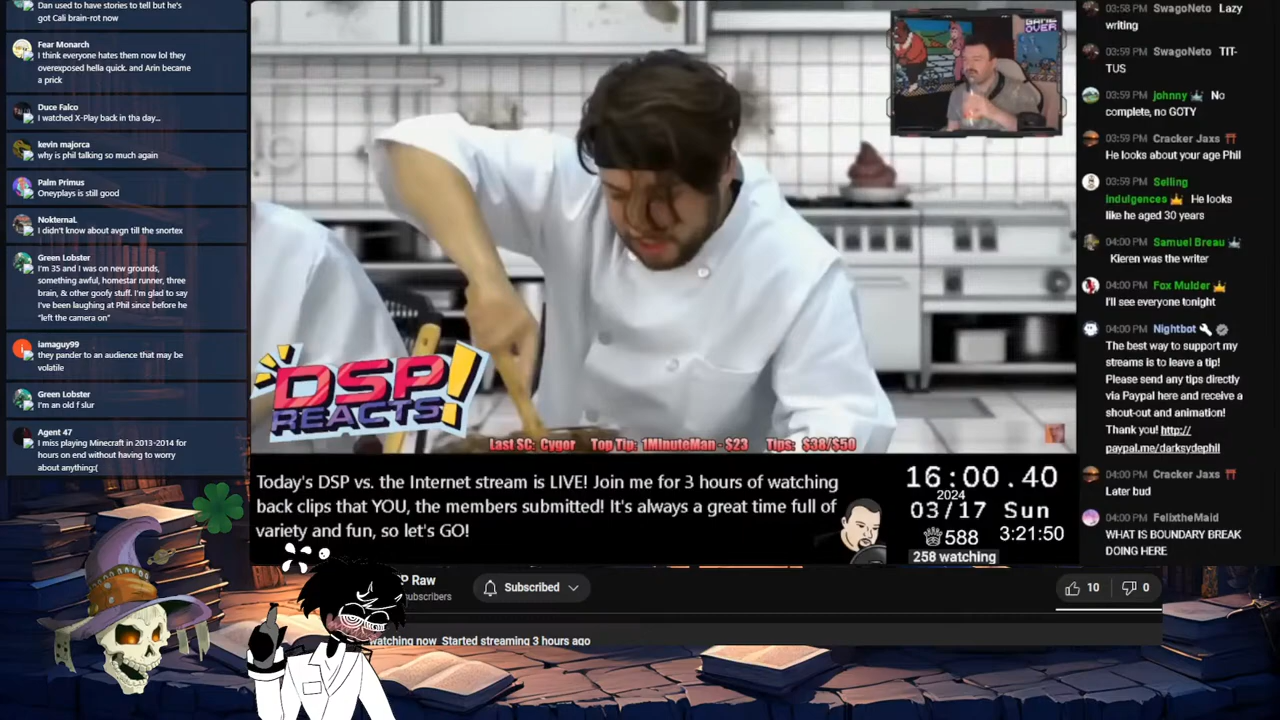 Dan used to have stories to tell but he's
got Cali brain-rot now
Fear Monarch
I think everyone hates them now lol they
overexposed hella quick. and Arin became
a prick
Duce Falco
I watched X-Play back in tha day...
kevin majorca
why is phil talking so much again
Palm Primus
Oneyplays is still good
NokternaL
I didn't know about avgn till the snortex
Green Lobster
I'm 35 and I was on new grounds,
something awful, homestar runner, three
brain, & other goofy stuff. I'm glad to say
I've been laughing at Phil since before he
"left the camera on"
iamaguy99
they pander to an audience that may be
volatile
Green Lobster
I'm an old f slur
Agent 47
I miss playing Minecraft in 2013-2014 for
hours on end without having to worry
about anything:(
GAME
OVER
DSP
REACTS!
Last SC: Cygor Top Tip: 1MinuteMan - $23 Tips: $38/$50
Today's DSP vs. the Internet stream is LIVE! Join me for 3 hours of watching
back clips that YOU, the members submitted! It's always a great time full of
variety and fun, so let's GO!
16:00.40
2024
03/17 Sun
588
3:21:50
258 watching
03:58 PM SwagoNeto Lazy
writing
03:59 PM SwagoNeto TIT-
TUS
03:59 PM johnny No
complete, no GOTY
03:59 PM Cracker Jaxs
He looks about your age Phil
03:59 PM Selling
Indulgences He looks
like he aged 30 years
04:00 PM Samuel Breau
Kieren was the writer
04:00 PM Fox Mulder
I'll see everyone tonight
04:00 PM Nightbot
The best way to support my
streams is to leave a tip!
Please send any tips directly
via Paypal here and receive a
shout-out and animation!
Thank you! http://
paypal.me/darksydephil
04:00 PM Cracker Jaxs
Later bud
04:00 PM FelixtheMaid
WHAT IS BOUNDARY BREAK
DOING HERE
P Raw
ubscribers
Subscribed
10
0
watching now Started streaming 3 hours ago